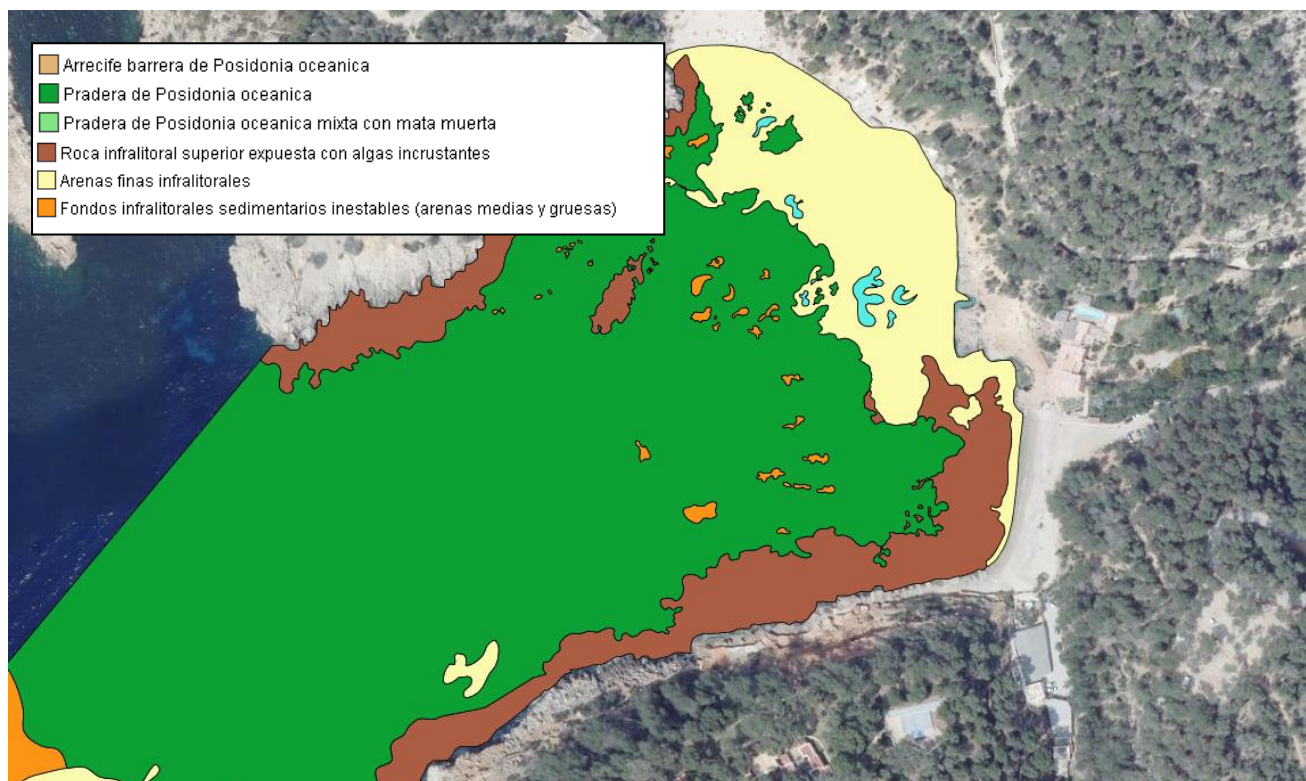 Arrecife barrera de Posidonia oceanica
Pradera de Posidonia oceanica
Pradera de Posidonia oceanica mixta con mata muerta
Roca infralitoral superior expuesta con algas incrustantes
Arenas finas infralitorales
Fondos infralitorales sedimentarios inestables (arenas medias y gruesas)